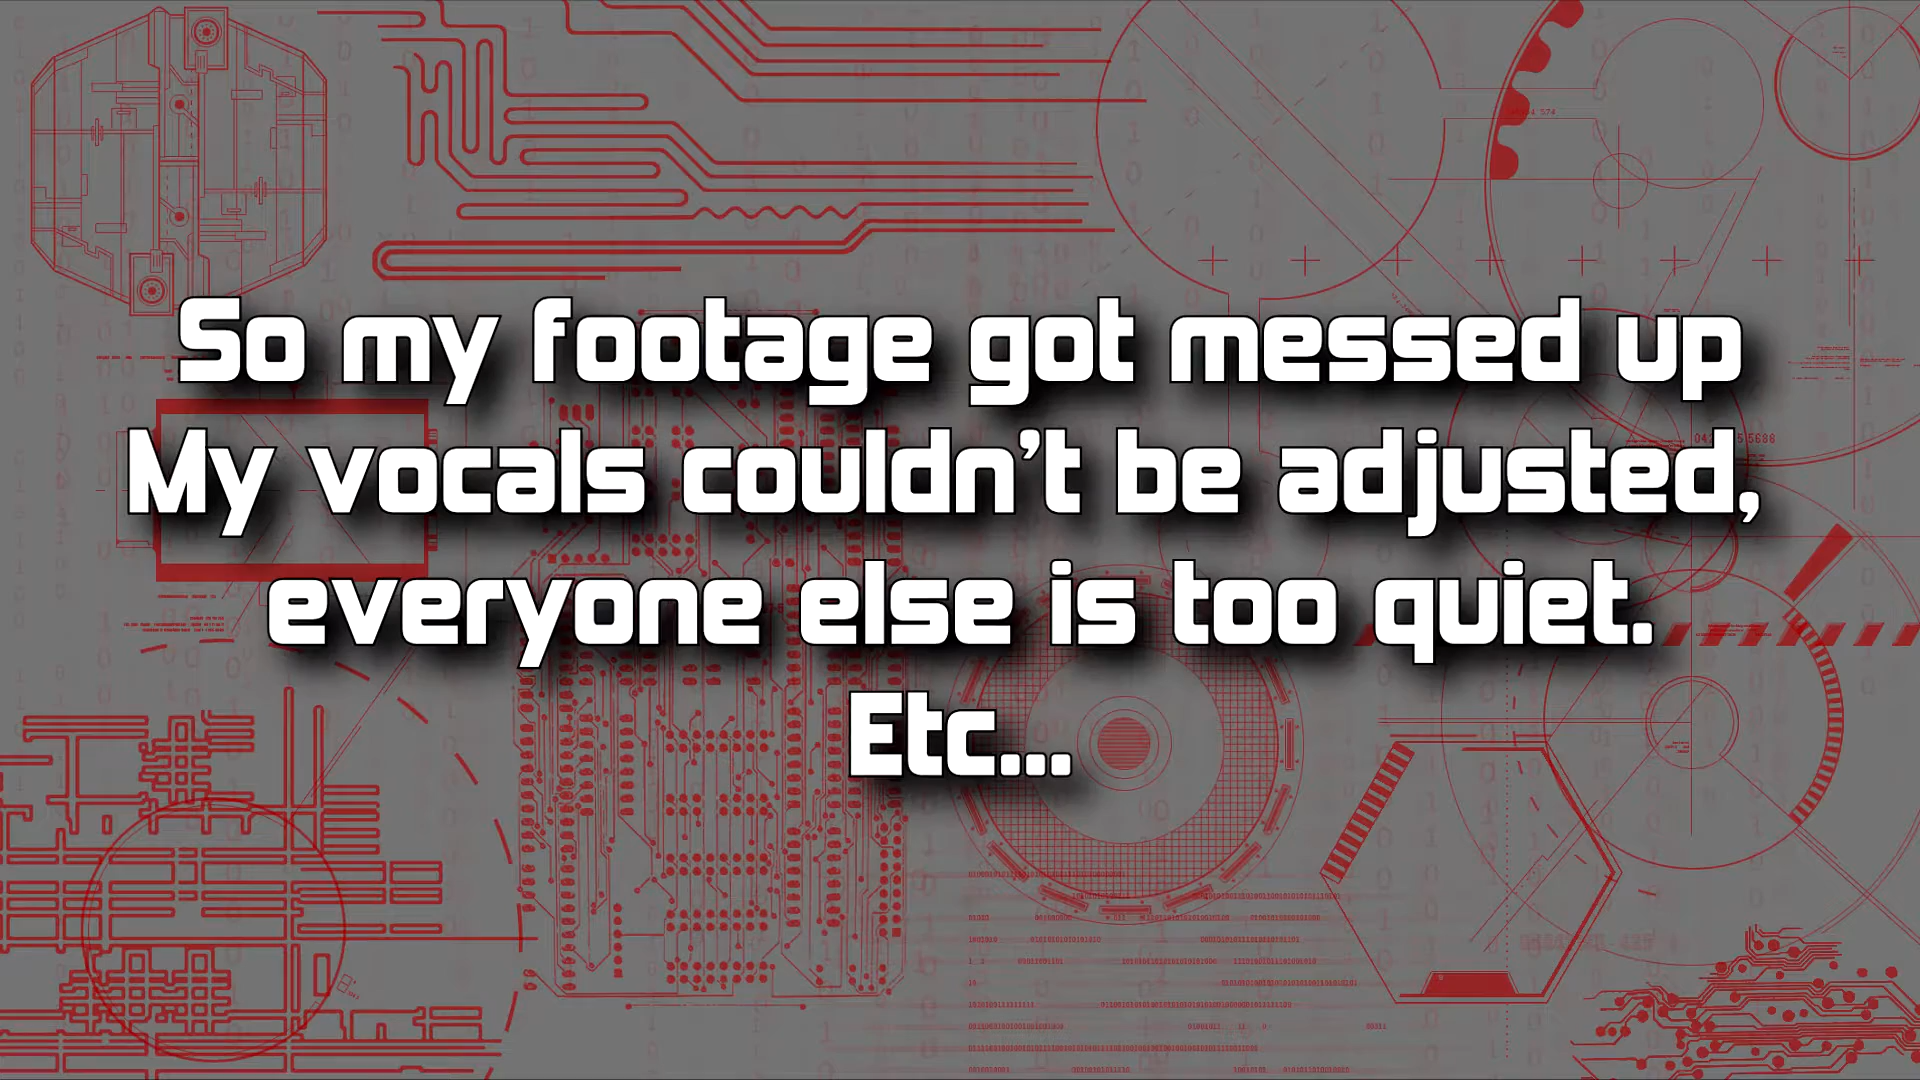 So my footage got messed up
My vocals couldn't be adjusted,
everyone else is too quiet.
Etc...